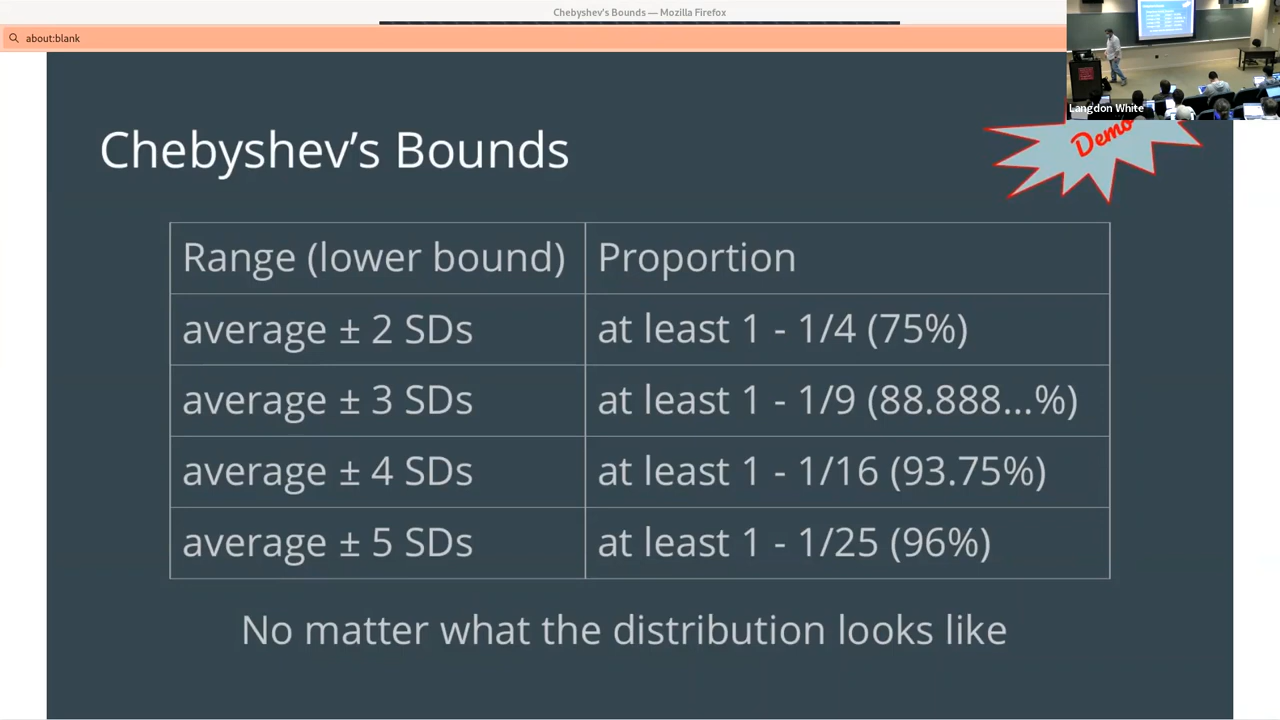 Chebyshev's Bounds — Mozilla Firefox
about:blank
Langdon White
Chebyshev’s Bounds
Demo
Range (lower bound) Proportion
average ± 2 SDs at least 1 - 1/4 (75%)
average ± 3 SDs at least 1 - 1/9 (88.888...%)
average ± 4 SDs at least 1 - 1/16 (93.75%)
average ± 5 SDs at least 1 - 1/25 (96%)
No matter what the distribution looks like